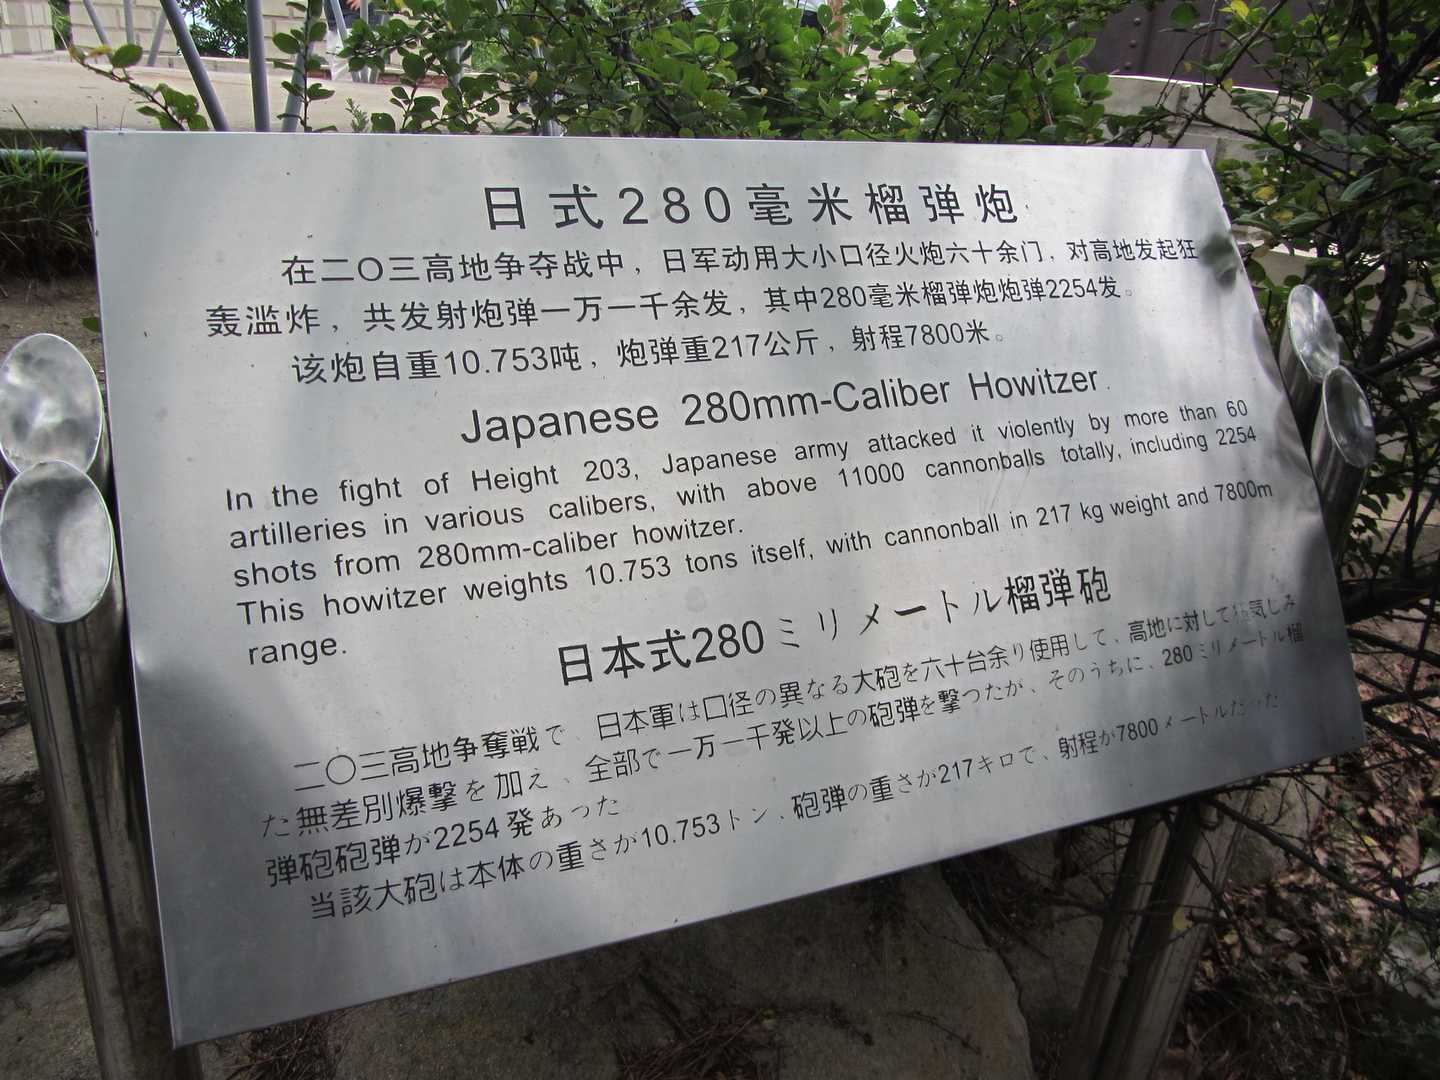 日式280毫米榴弹炮
在二〇三高地争夺战中，日军动用大小口径火炮六十余门，对高地发起狂
轰滥炸，共发射炮弹一万一千余发，其中280毫米榴弹炮炮弹2254发。
该炮自重10.753吨，炮弹重217公斤，射程7800米。
Japanese 280mm-Caliber Howitzer
In the fight of Height 203, Japanese army attacked it violently by more than 60
artilleries in various calibers, with above 11000 cannonballs totally, including 2254
shots from 280mm-caliber howitzer.
This howitzer weights 10.753 tons itself, with cannonball in 217 kg weight and 7800m
range.
日本式280ミリメートル榴弾砲
二〇三高地争奪戦で、日本軍は口径の異なる大砲を六十台余り使用して、高地に対して気じみ
た無差別爆撃を加え、全部で一万一千発以上の砲弾を撃つたが、そのうちに、280ミリメートル榴
弾砲砲弾が2254発あった
当該大砲は本体の重さが10.753トン、砲弾の重さが217キロで、射程が7800メートルだった